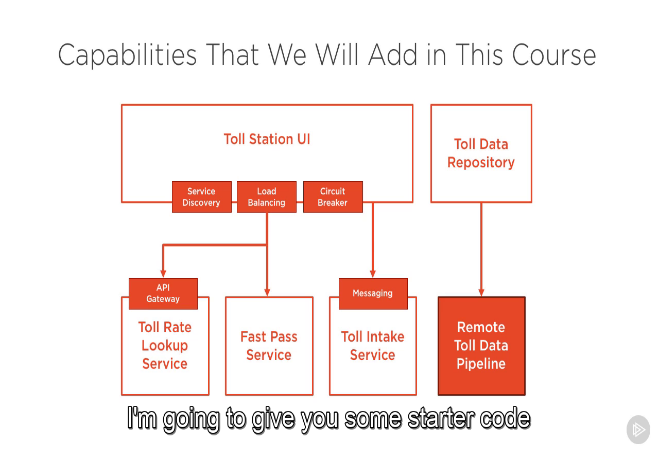 Capabilities That We Will Add in This Course
Toll Station UI
Toll Data
Repository
Service
Discovery
Load
Balancing
Circuit
Breaker
API
Gateway
Messaging
Toll Rate
Lookup
Service
Fast Pass
Service
Toll Intake
Service
Remote
Toll Data
Pipeline
I'm going to give you some starter code